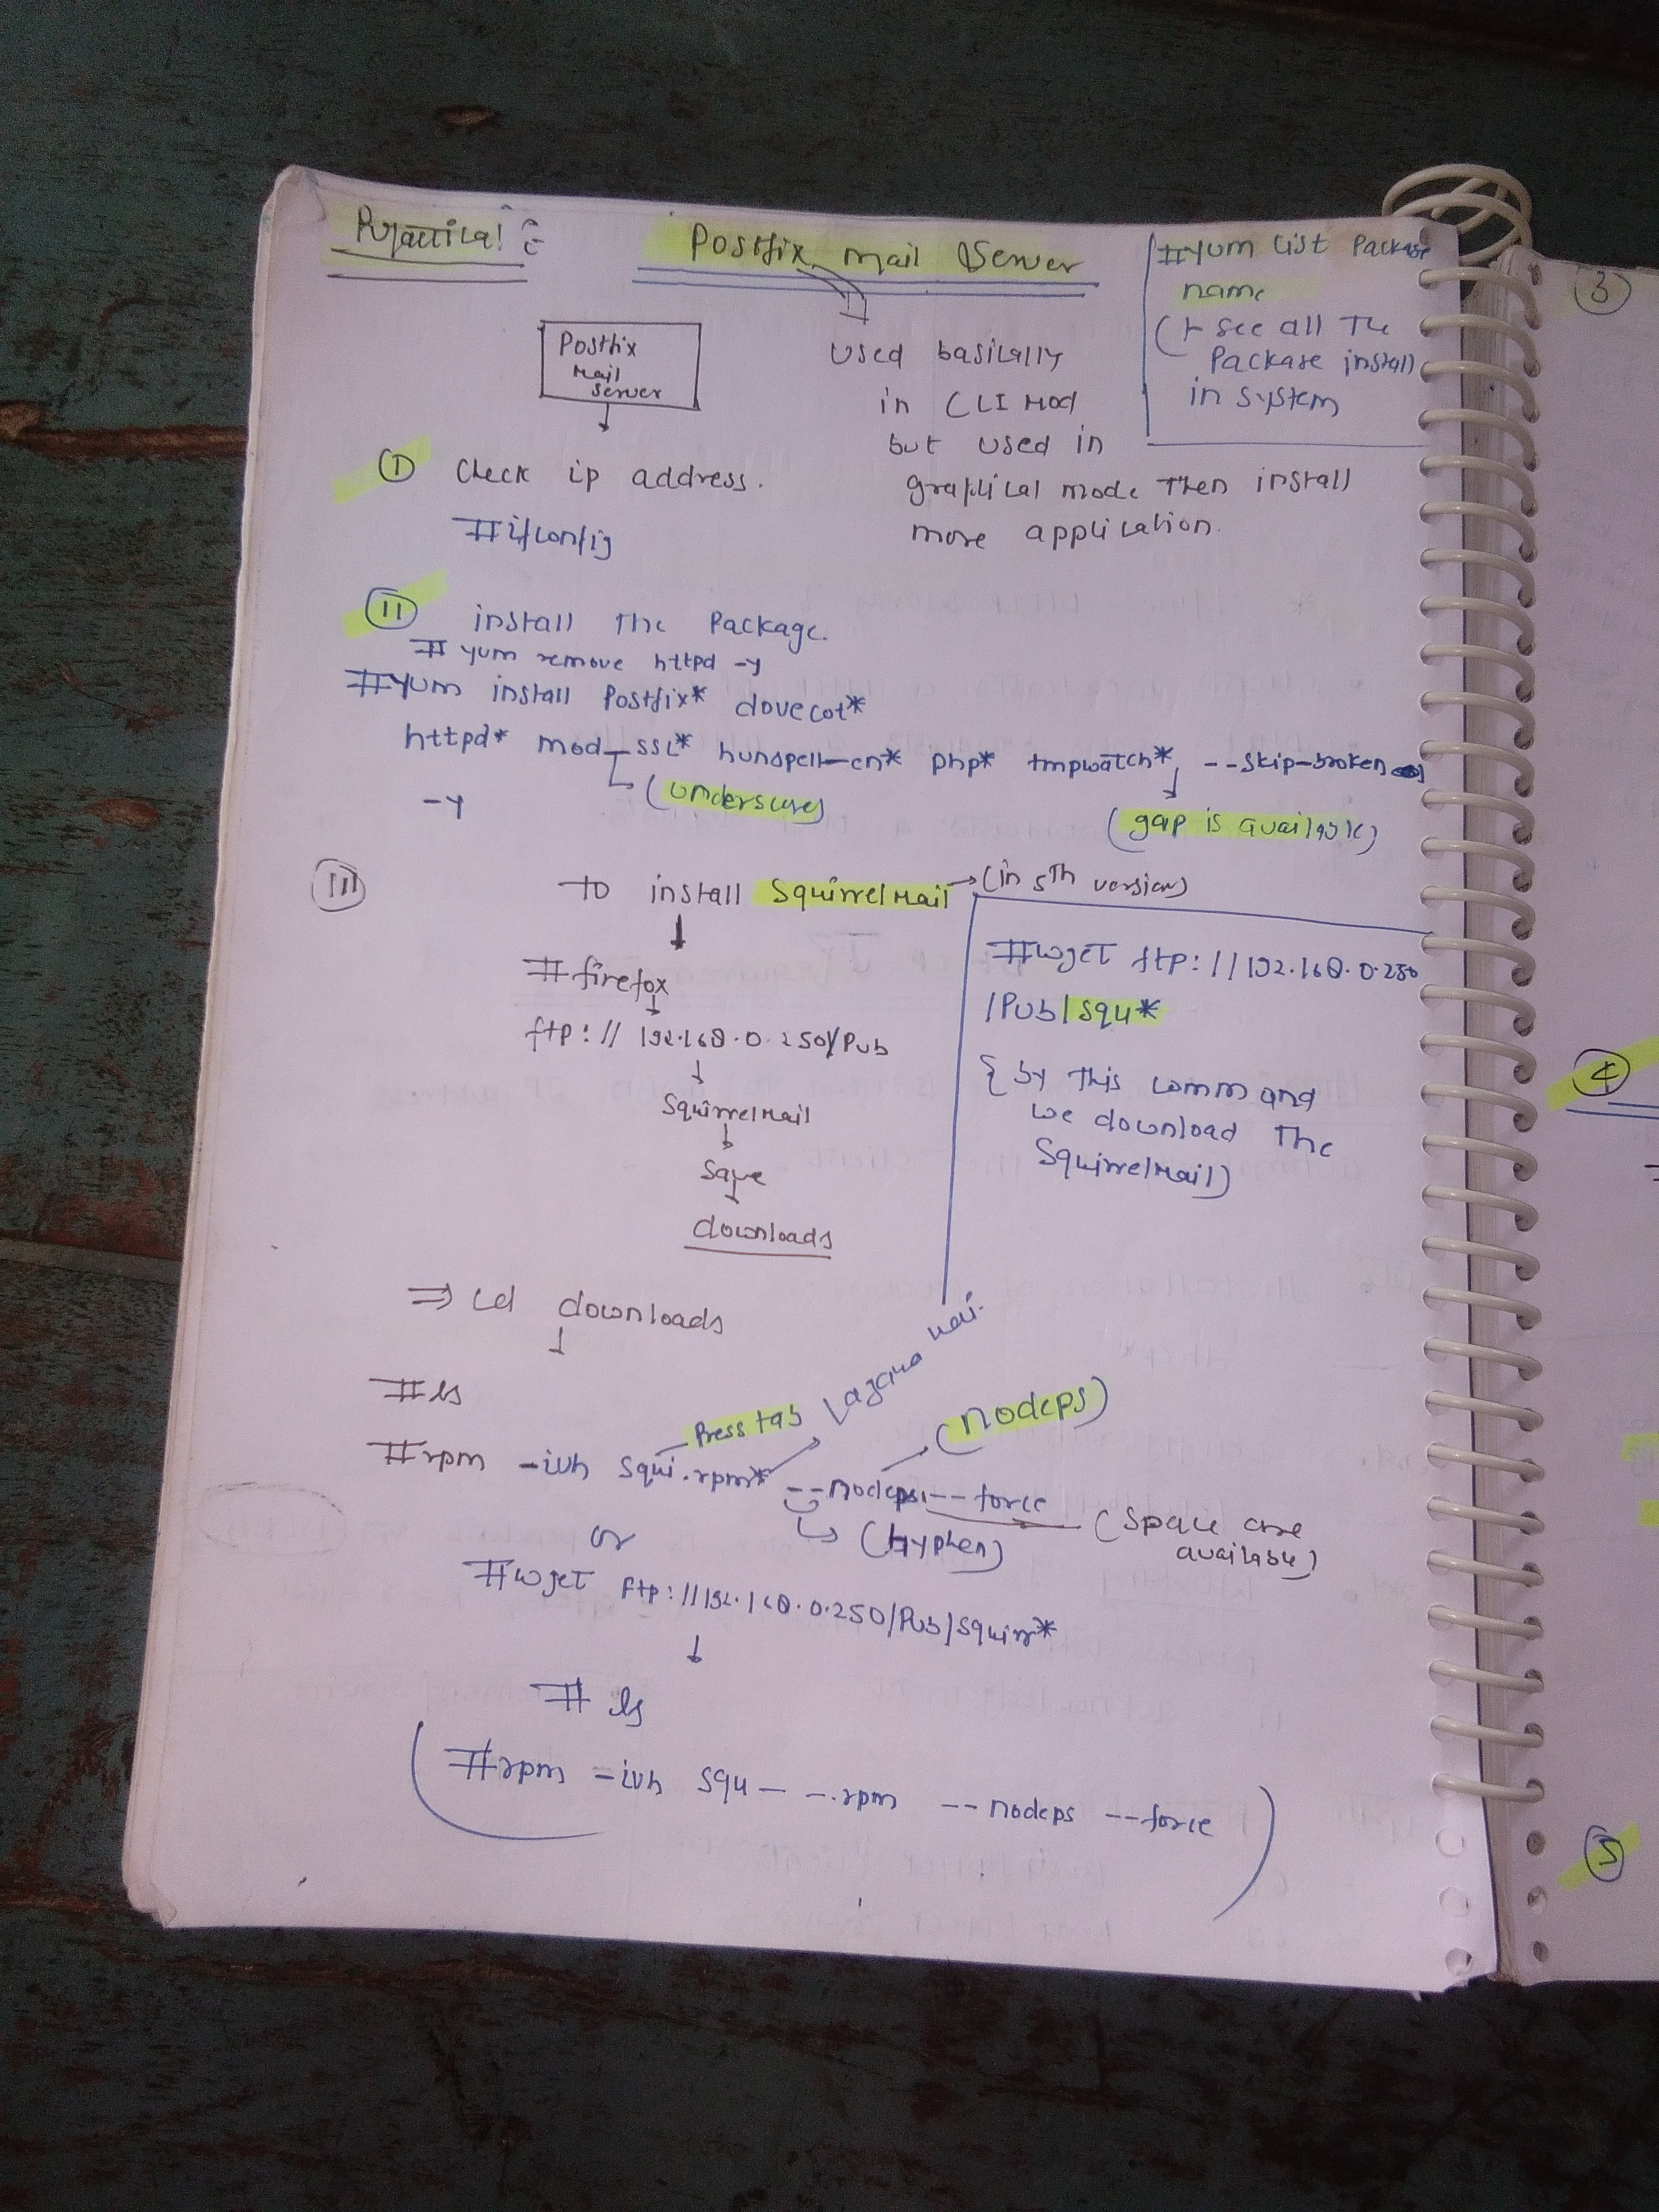 Practical :-
Postfix mail Server
#yum list Package
name
(→ see all The
Package install
in system
Postfix
Mail
Server
used basically
in CLI Mod
but used in
graphical mode Then install
more application.
I check ip address.
#ifconfig
II install The Package.
# yum remove httpd -y
#yum install Postfix* dovecot*
httpd* mod_ssl* hunspell-en* php* tmpwatch* --skip-broken
-y
(underscore)
(gap is available)
III To install SquirrelMail → (in 5th version)
#firefox
ftp:// 192.168.0.250/Pub
SquirrelMail
Save
downloads
#wget ftp://192.168.0.250
/Pub/squ*
{ by This command
we download The
SquirrelMail)
⇒ cd downloads
#ls
Press tab
(nodeps)
#rpm -ivh squi.rpm* --nodeps --force
(hyphen)
(space are
available)
or
#wget ftp://192.168.0.250/Pub/squirr*
# ls
(#rpm -ivh squ— —.rpm --nodeps --force)
3
4
5